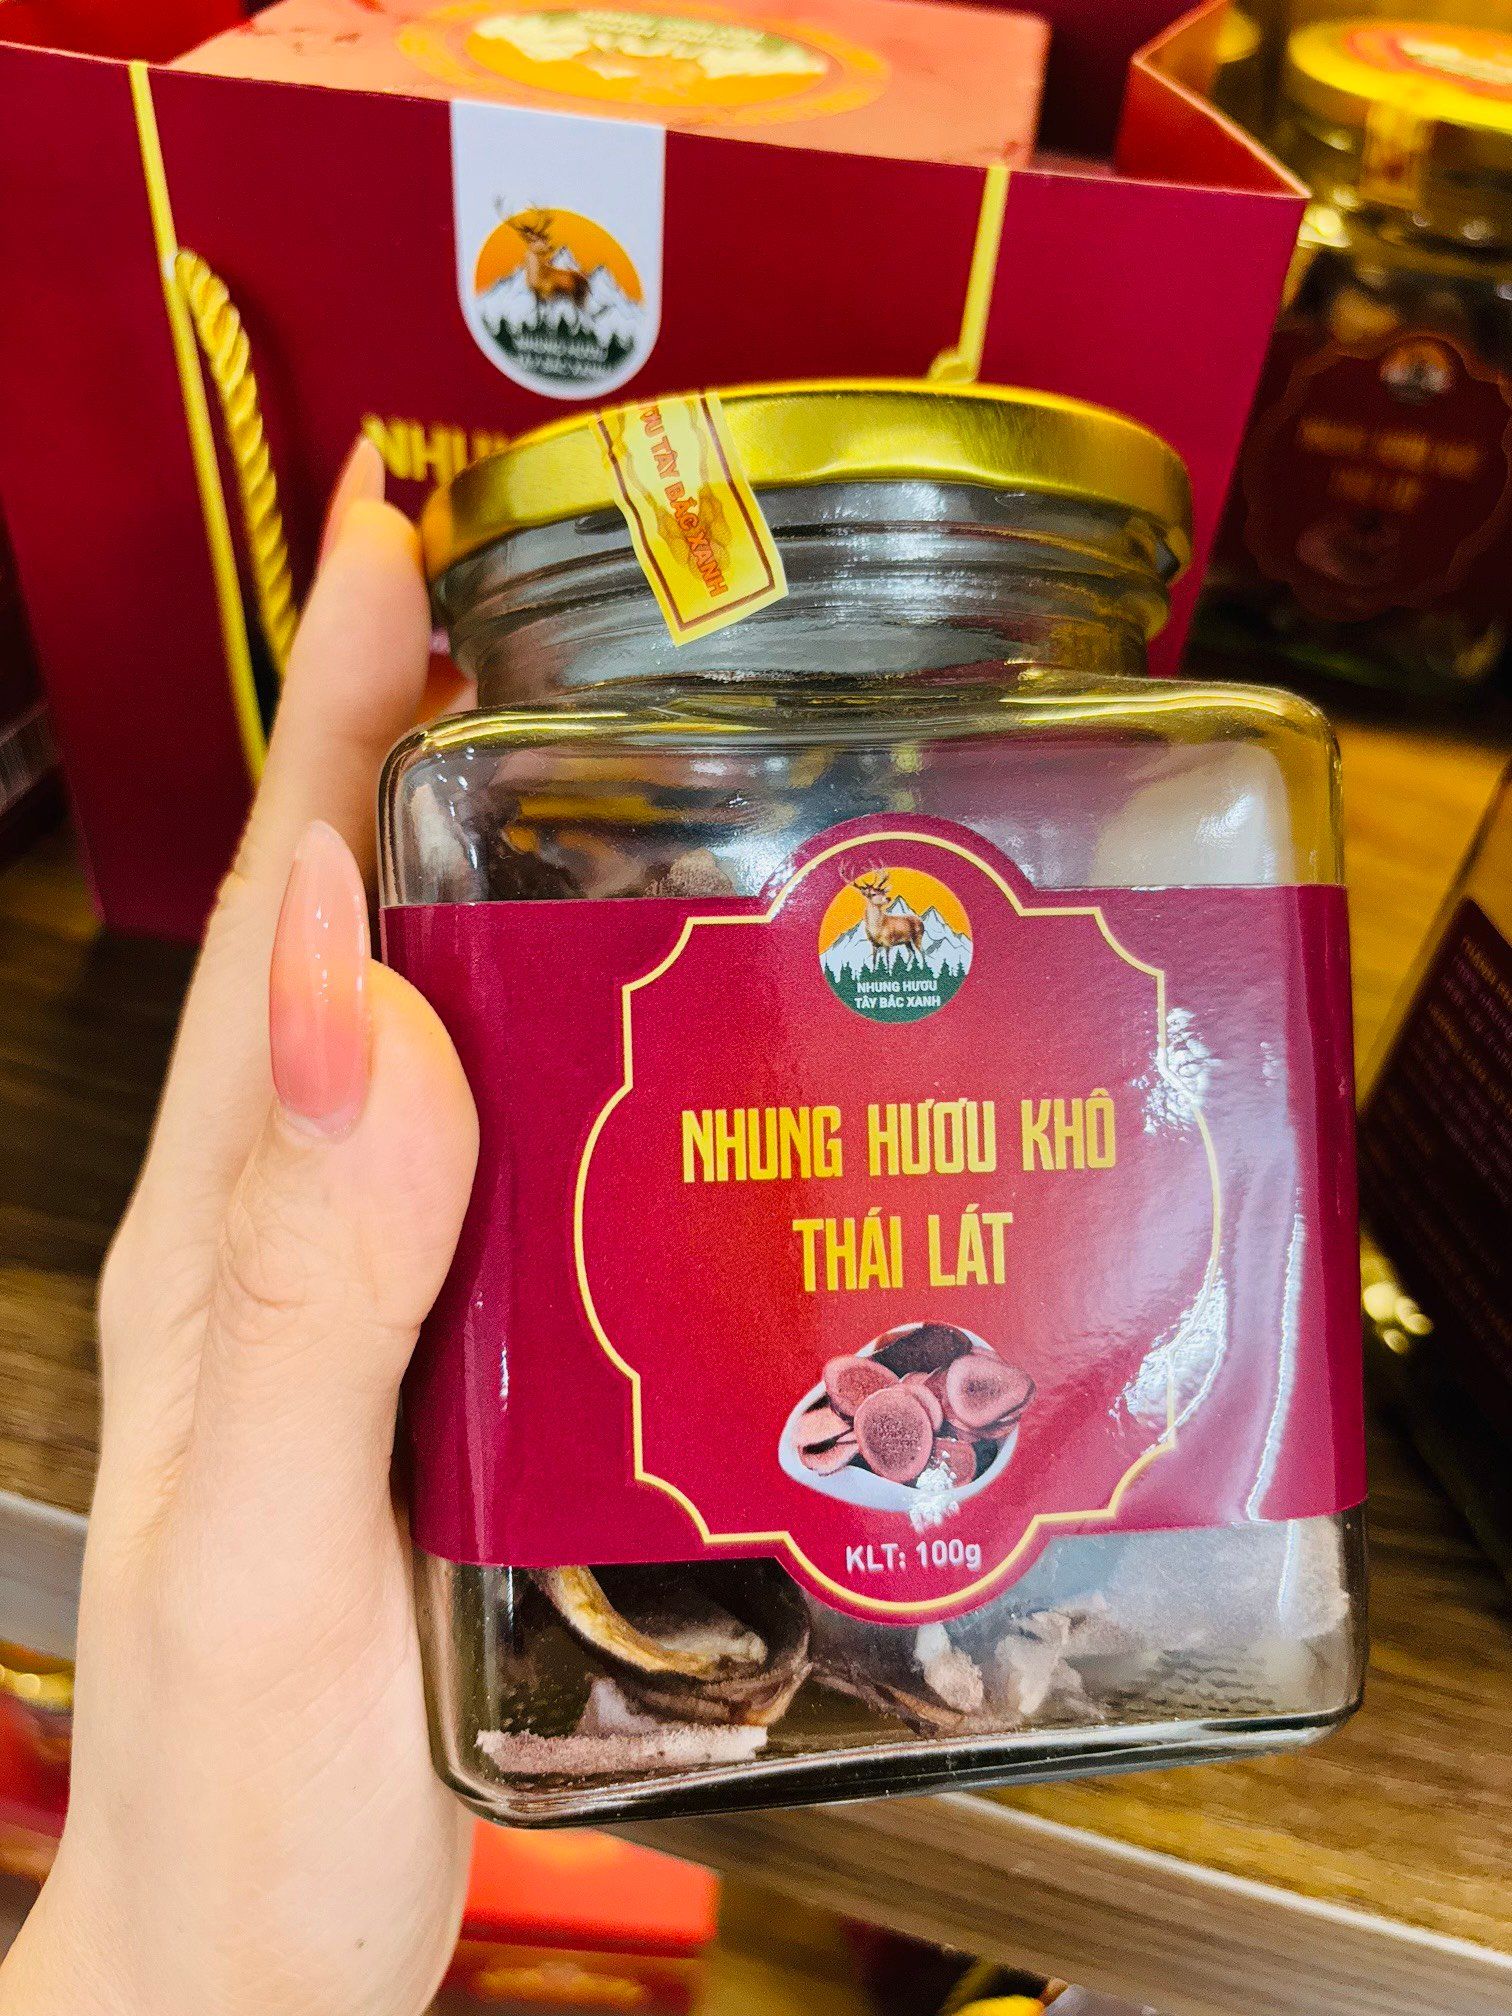 NHUNG HƯƠU
TÂY BẮC XANH
ƯƠU TÂY BẮC XANH
NHUNG HƯƠU
TÂY BẮC XANH
NHUNG HƯƠU KHÔ
THÁI LÁT
KLT: 100g